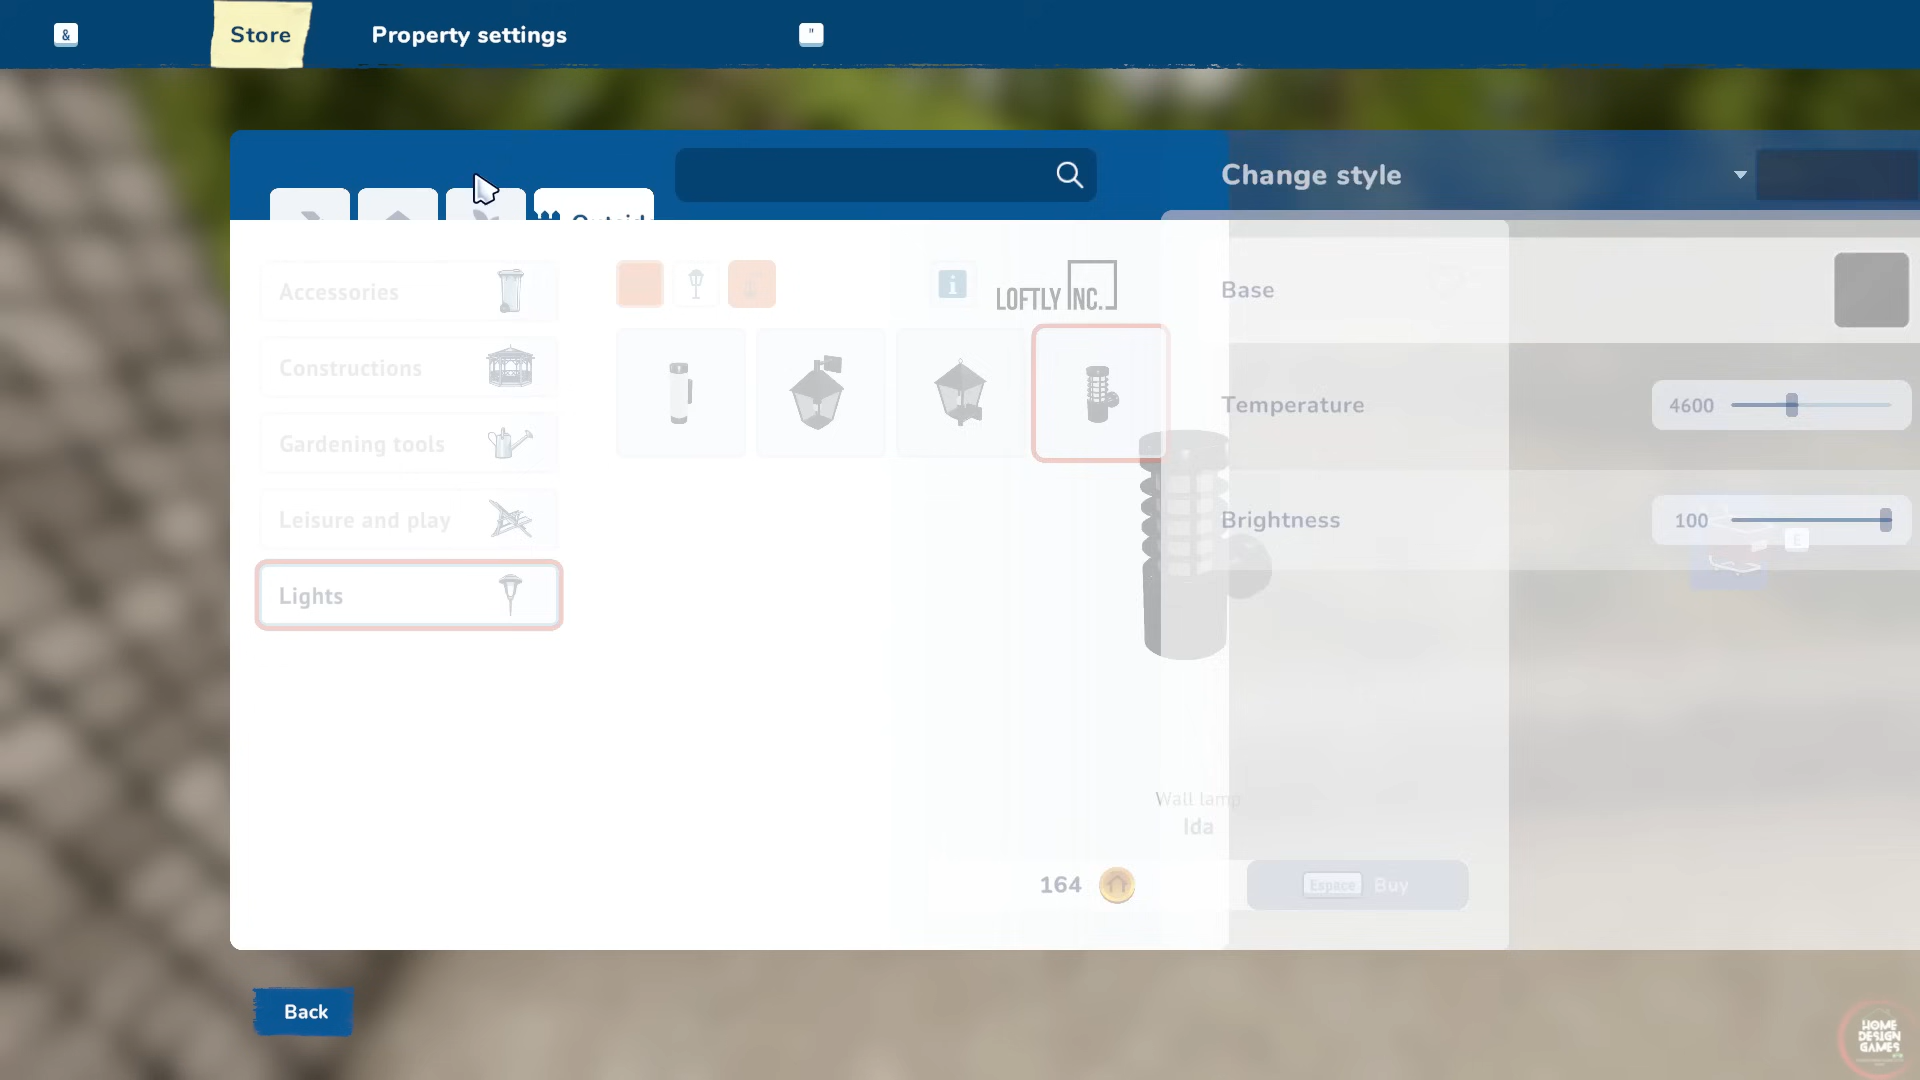 &
Store
Property settings
"
Change style
Accessories
Constructions
Gardening tools
Leisure and play
Lights
i
LOFTLY INC.
Base
Temperature
4600
Brightness
100
E
Wall lamp
Ida
164
Espace
Buy
Back
HOME
DESIGN
GAMES